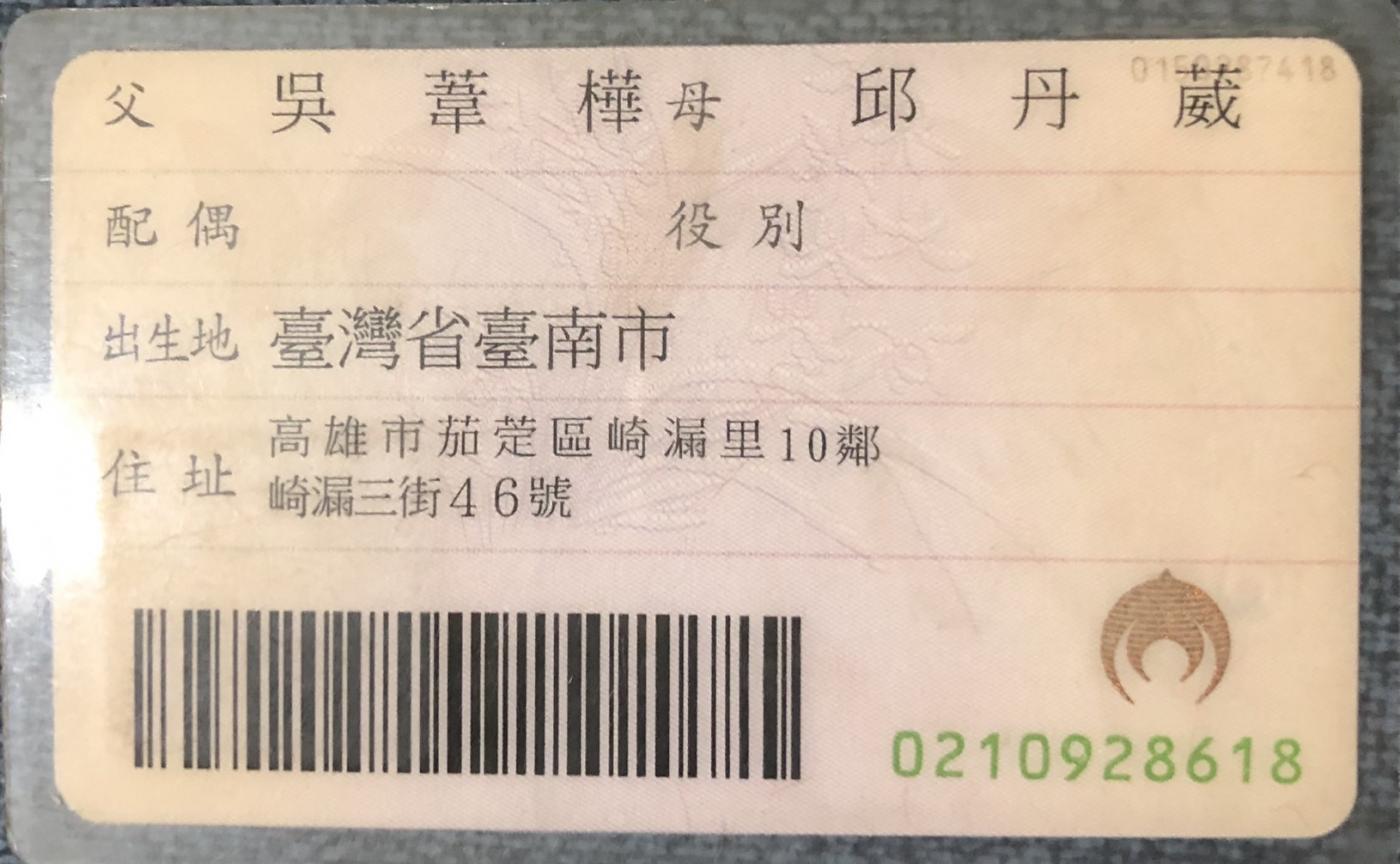 父 吳葦樺 母 邱丹葳
配偶 役別
出生地 臺灣省臺南市
住址 高雄市茄萣區崎漏里10鄰
崎漏三街46號
0210928618